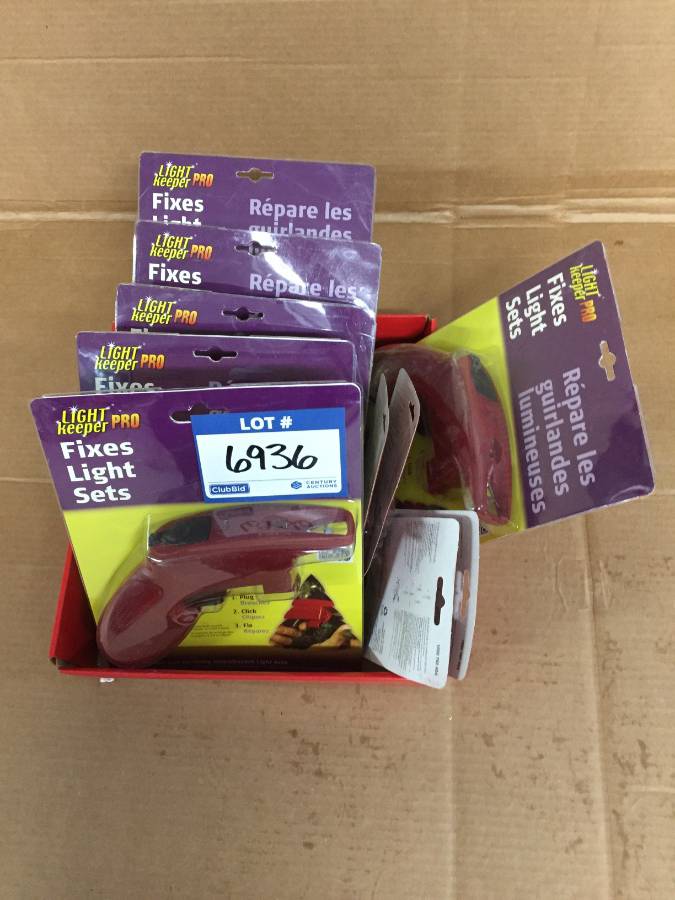 LIGHT
keeper PRO
Fixes
Light
Répare les
guirlandes
LIGHT
keeper PRO
Fixes
Répare les
LIGHT
keeper PRO
LIGHT
keeper PRO
Fixes
LIGHT
keeper PRO
Fixes
Light
Sets
LOT #
6936
ClubBid
CENTURY
AUCTIONS
1. Plug
Branchez
2. Click
Cliquez
3. Fix
Réparez
LIGHT
keeper PRO
Fixes
Light
Sets
Répare les
guirlandes
lumineuses